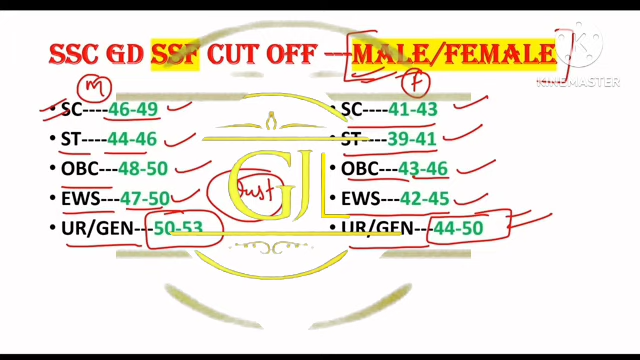 SSC GD SSF CUT OFF ---MALE/FEMALE
KINEMASTER
M
F
• SC----46-49
• ST----44-46
• OBC---48-50
• EWS---47-50
• UR/GEN---50-53
• SC----41-43
• ST----39-41
• OBC---43-46
• EWS---42-45
• UR/GEN---44-50
GJL